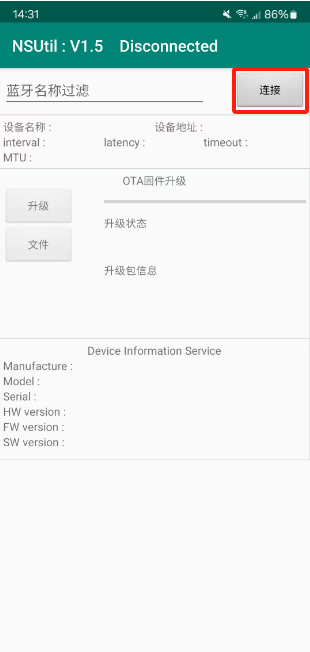 14:31 86%
NSUtil : V1.5 Disconnected
蓝牙名称过滤 连接
设备名称 : 设备地址 :
interval : latency : timeout :
MTU :
OTA固件升级
升级
升级状态
文件
升级包信息
Device Information Service
Manufacture :
Model :
Serial :
HW version :
FW version :
SW version :